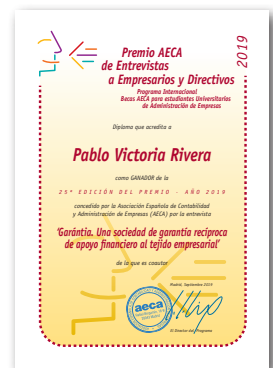 Premio AECA
de Entrevistas
a Empresarios y Directivos
2019
Programa Internacional
Becas AECA para estudiantes Universitarios
de Administración de Empresas
Diploma que acredita a
Pablo Victoria Rivera
como GANADOR de la
25ª EDICIÓN DEL PREMIO - AÑO 2019
concedido por la Asociación Española de Contabilidad
y Administración de Empresas (AECA) por la entrevista
'Garántia. Una sociedad de garantía recíproca
de apoyo financiero al tejido empresarial'
de la que es coautor
Madrid, Septiembre 2019
aeca
El Director del Programa